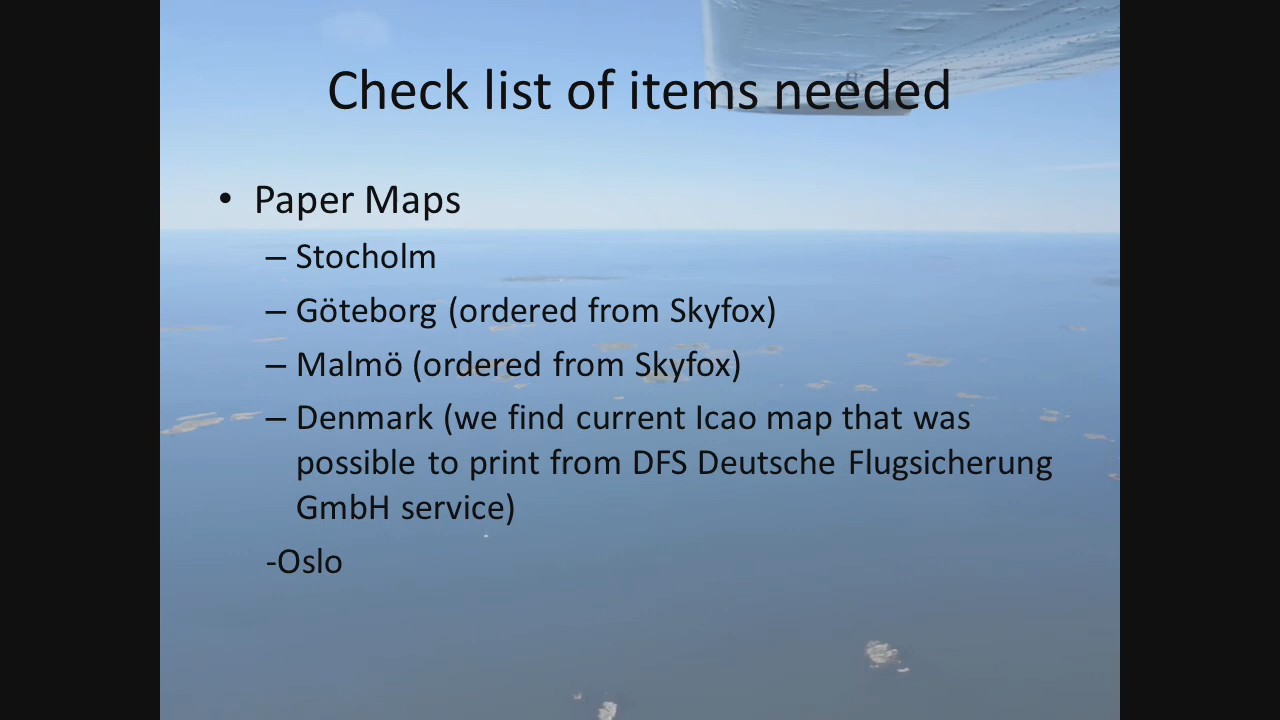 Check list of items needed
• Paper Maps
– Stocholm
– Göteborg (ordered from Skyfox)
– Malmö (ordered from Skyfox)
– Denmark (we find current Icao map that was
possible to print from DFS Deutsche Flugsicherung
GmbH service)
-Oslo